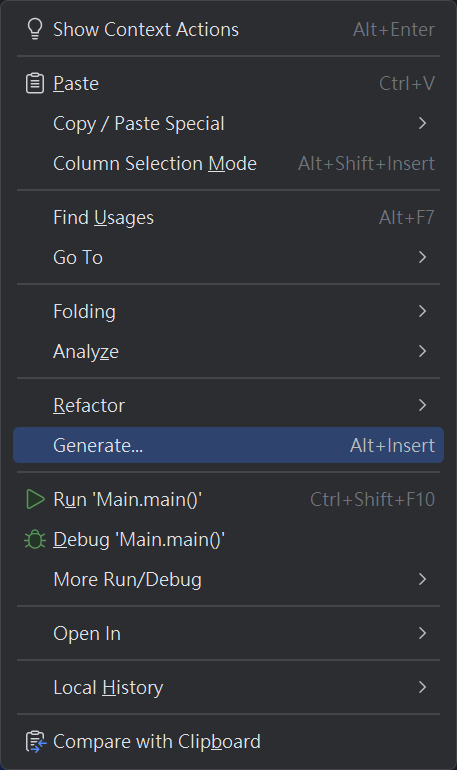 Show Context Actions Alt+Enter
Paste Ctrl+V
Copy / Paste Special
Column Selection Mode Alt+Shift+Insert
Find Usages Alt+F7
Go To
Folding
Analyze
Refactor
Generate... Alt+Insert
Run 'Main.main()' Ctrl+Shift+F10
Debug 'Main.main()'
More Run/Debug
Open In
Local History
Compare with Clipboard